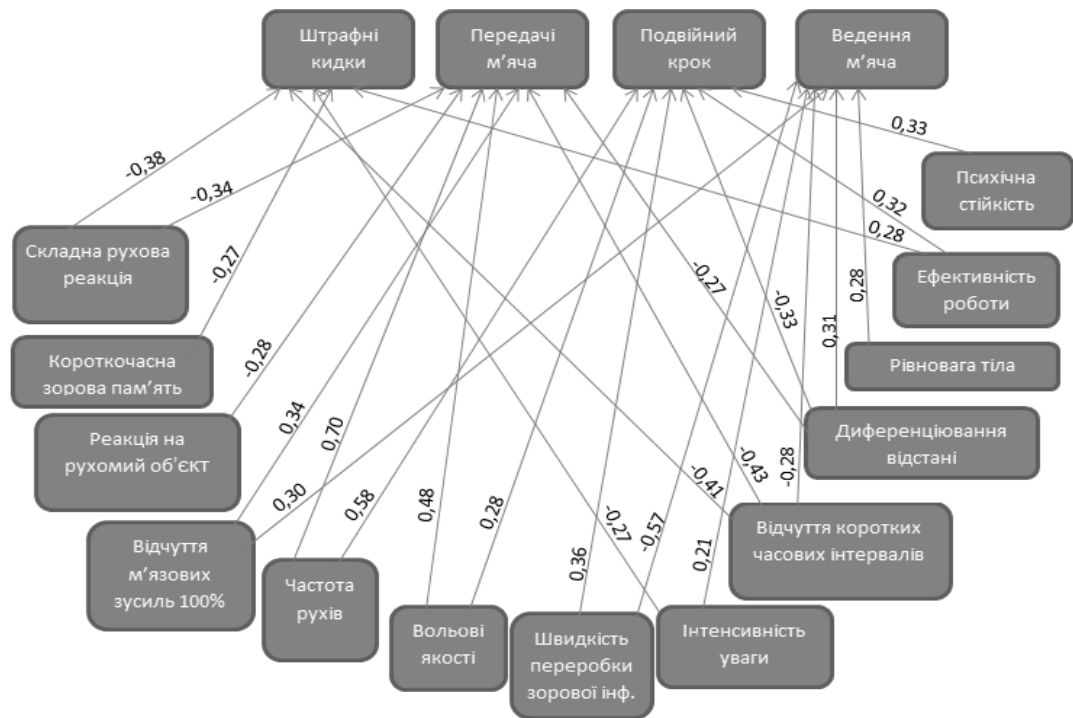 Штрафні
кидки
Передачі
м'яча
Подвійний
крок
Ведення
м'яча
0,33
-0,38
-0,34
Психічна
стійкість
0,32
0,28
Складна рухова
реакція
-0,27
-0,27
-0,33
0,31
0,28
Ефективність
роботи
Короткочасна
зорова пам'ять
-0,28
Рівновага тіла
0,34
0,70
Реакція на
рухомий об'єкт
Диференціювання
відстані
0,30
0,58
0,48
0,28
-0,43
-0,28
-0,41
-0,27
-0,57
0,36
0,21
Відчуття
м'язових
зусиль 100%
Відчуття коротких
часових інтервалів
Частота
рухів
Вольові
якості
Швидкість
переробки
зорової інф.
Інтенсивність
уваги